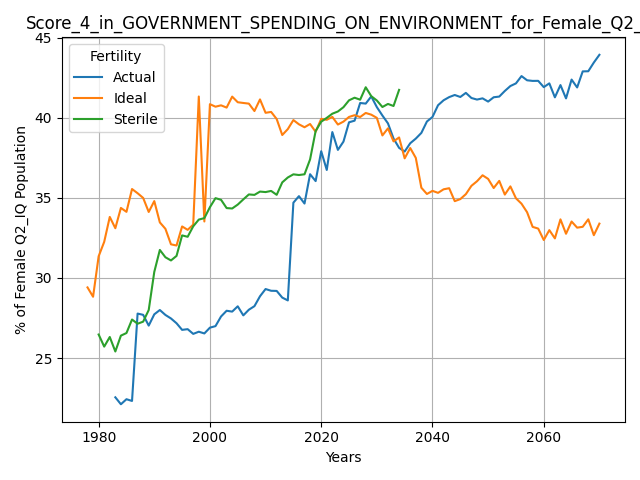 Score_4_in_GOVERNMENT_SPENDING_ON_ENVIRONMENT_for_Female_Q2_
Fertility
Actual
Ideal
Sterile
% of Female Q2_IQ Population
45
40
35
30
25
1980
2000
2020
2040
2060
Years